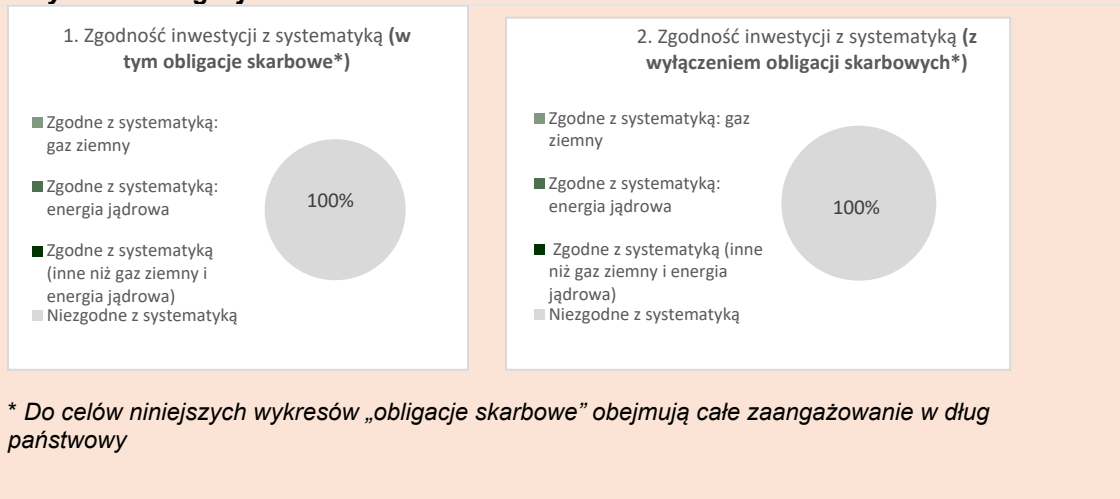 1. Zgodność inwestycji z systematyką (w
tym obligacje skarbowe*)
Zgodne z systematyką:
gaz ziemny
Zgodne z systematyką:
energia jądrowa
Zgodne z systematyką
(inne niż gaz ziemny i
energia jądrowa)
Niezgodne z systematyką
100%
2. Zgodność inwestycji z systematyką (z
wyłączeniem obligacji skarbowych*)
Zgodne z systematyką: gaz
ziemny
Zgodne z systematyką:
energia jądrowa
Zgodne z systematyką (inne
niż gaz ziemny i energia
jądrowa)
Niezgodne z systematyką
100%
* Do celów niniejszych wykresów „obligacje skarbowe” obejmują całe zaangażowanie w dług
państwowy